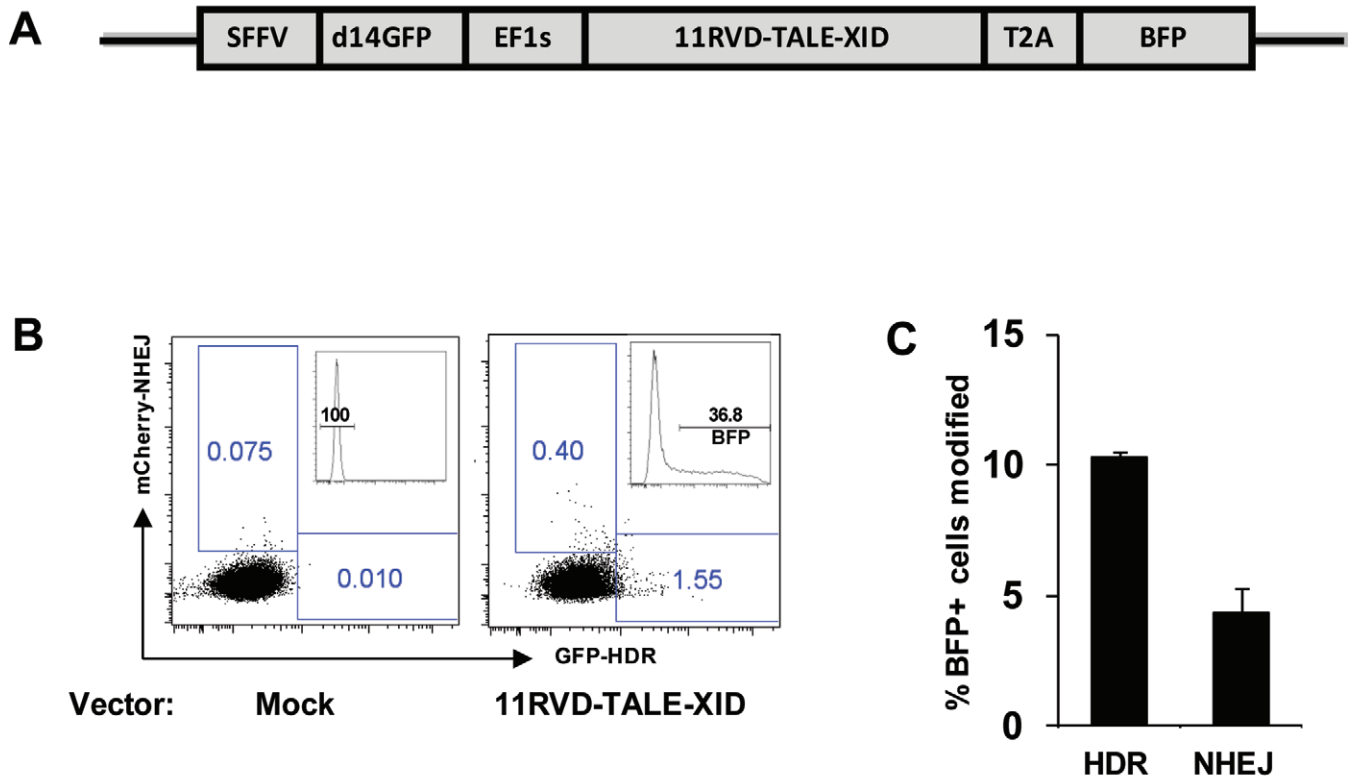 A
SFFV d14GFP EF1s 11RVD-TALE-XID T2A BFP
B
mCherry-NHEJ
0.075
100
0.010
0.40
36.8
BFP
1.55
GFP-HDR
Vector: Mock 11RVD-TALE-XID
C
% BFP+ cells modified
15
10
5
0
HDR NHEJ